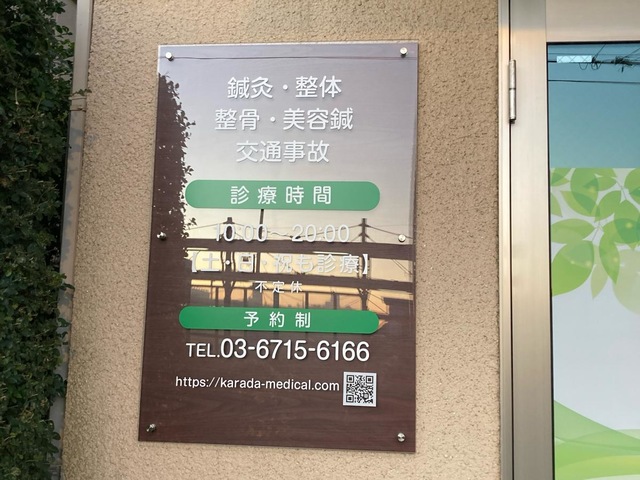 鍼灸・整体
整骨・美容鍼
交通事故
診療時間
10:00～20:00
【土・日 祝も診療】
不定休
予約制
TEL.03-6715-6166
https://karada-medical.com